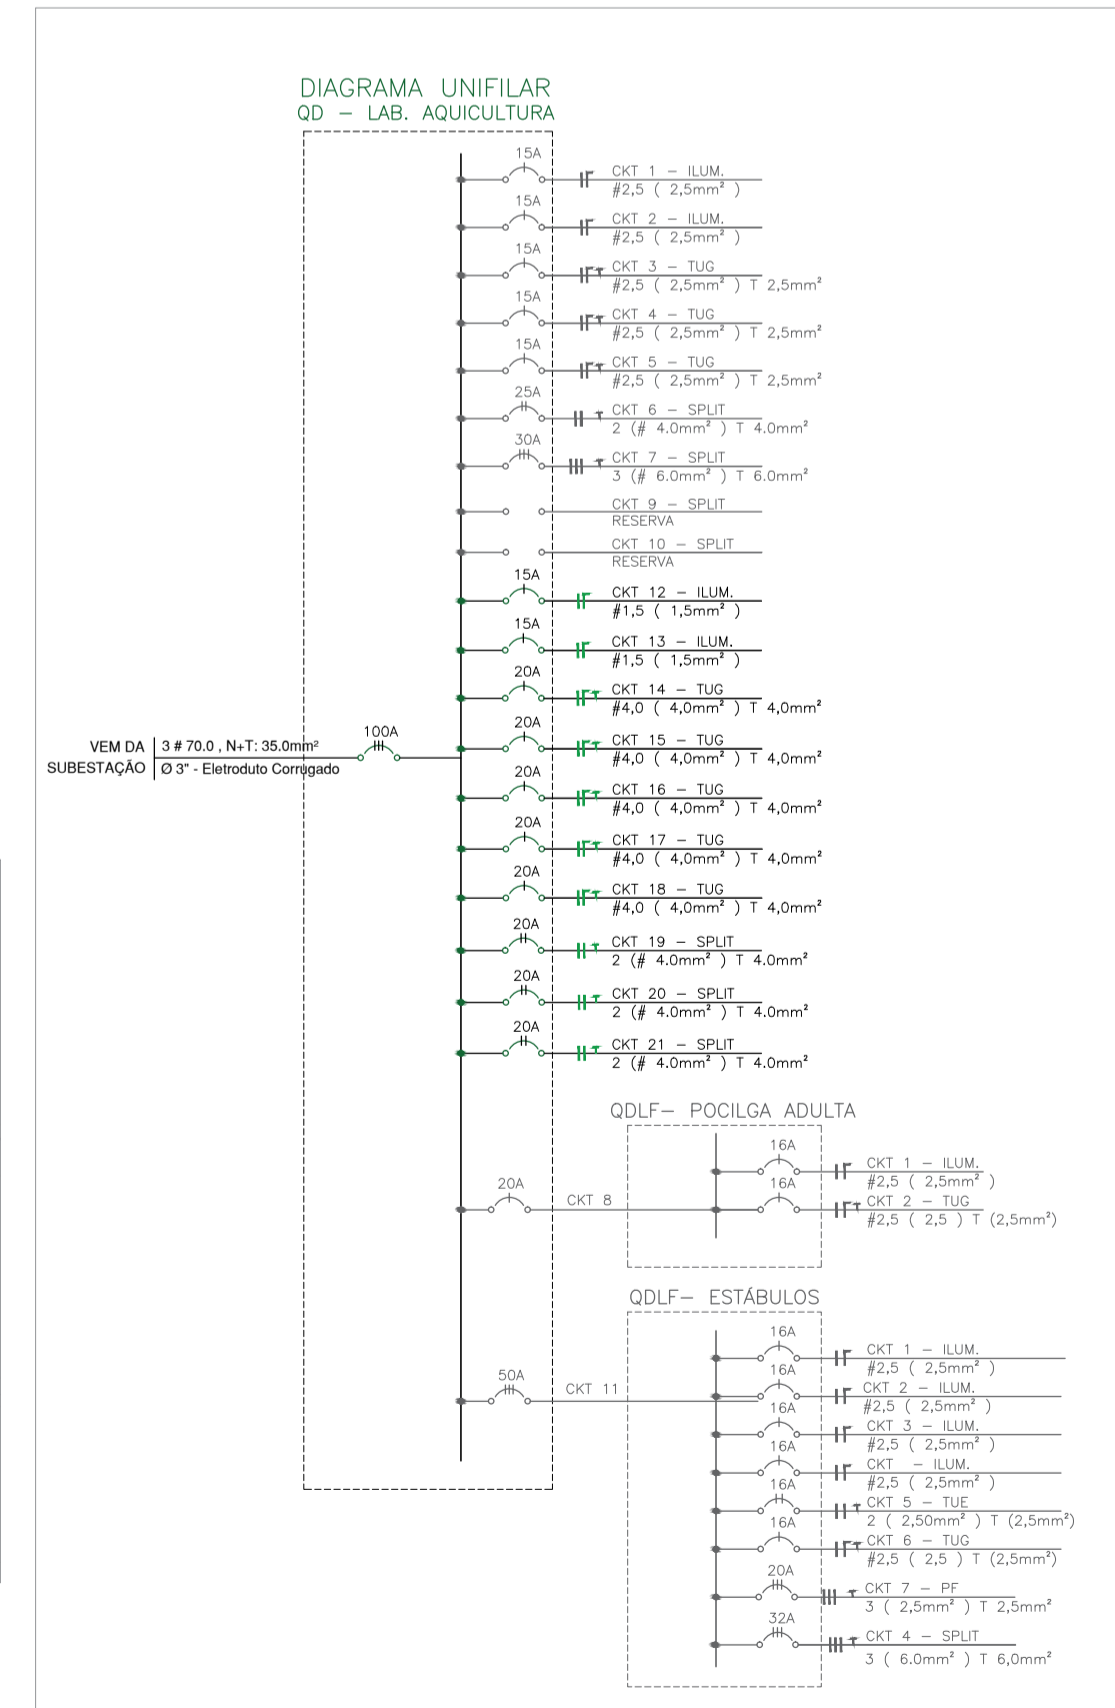 DIAGRAMA UNIFILAR
QD – LAB. AQUICULTURA
15A
CKT 1 – ILUM.
#2,5 ( 2,5mm² )
15A
CKT 2 – ILUM.
#2,5 ( 2,5mm² )
15A
CKT 3 – TUG
#2,5 ( 2,5mm² ) T 2,5mm²
15A
CKT 4 – TUG
#2,5 ( 2,5mm² ) T 2,5mm²
15A
CKT 5 – TUG
#2,5 ( 2,5mm² ) T 2,5mm²
25A
CKT 6 – SPLIT
2 (# 4.0mm² ) T 4.0mm²
30A
CKT 7 – SPLIT
3 (# 6.0mm² ) T 6.0mm²
CKT 9 – SPLIT
RESERVA
CKT 10 – SPLIT
RESERVA
15A
CKT 12 – ILUM.
#1,5 ( 1,5mm² )
15A
CKT 13 – ILUM.
#1,5 ( 1,5mm² )
20A
CKT 14 – TUG
#4,0 ( 4,0mm² ) T 4,0mm²
VEM DA
SUBESTAÇÃO
3 # 70.0 , N+T: 35.0mm²
Ø 3" - Eletroduto Corrugado
100A
20A
CKT 15 – TUG
#4,0 ( 4,0mm² ) T 4,0mm²
20A
CKT 16 – TUG
#4,0 ( 4,0mm² ) T 4,0mm²
20A
CKT 17 – TUG
#4,0 ( 4,0mm² ) T 4,0mm²
20A
CKT 18 – TUG
#4,0 ( 4,0mm² ) T 4,0mm²
20A
CKT 19 – SPLIT
2 (# 4.0mm² ) T 4.0mm²
20A
CKT 20 – SPLIT
2 (# 4.0mm² ) T 4.0mm²
20A
CKT 21 – SPLIT
2 (# 4.0mm² ) T 4.0mm²
QDLF– POCILGA ADULTA
20A
CKT 8
16A
CKT 1 – ILUM.
#2,5 ( 2,5mm² )
16A
CKT 2 – TUG
#2,5 ( 2,5 ) T (2,5mm²)
QDLF– ESTÁBULOS
50A
CKT 11
16A
CKT 1 – ILUM.
#2,5 ( 2,5mm² )
16A
CKT 2 – ILUM.
#2,5 ( 2,5mm² )
16A
CKT 3 – ILUM.
#2,5 ( 2,5mm² )
16A
CKT – ILUM.
#2,5 ( 2,5mm² )
16A
CKT 5 – TUE
2 ( 2,50mm² ) T (2,5mm²)
16A
CKT 6 – TUG
#2,5 ( 2,5 ) T (2,5mm²)
20A
CKT 7 – PF
3 ( 2,5mm² ) T 2,5mm²
32A
CKT 4 – SPLIT
3 ( 6.0mm² ) T 6,0mm²